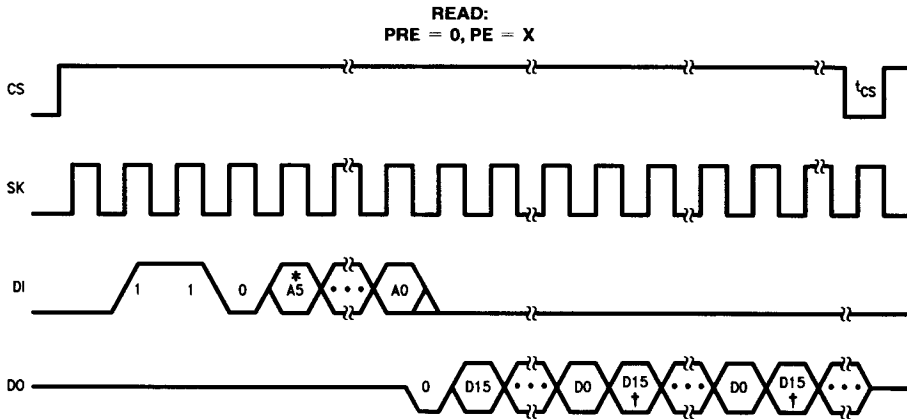 READ:
PRE = 0, PE = X
CS
tCS
SK
DI
1 1 0 A5 * • • • A0
DO
0 D15 • • • D0 D15 † • • • D0 D15 † • • •